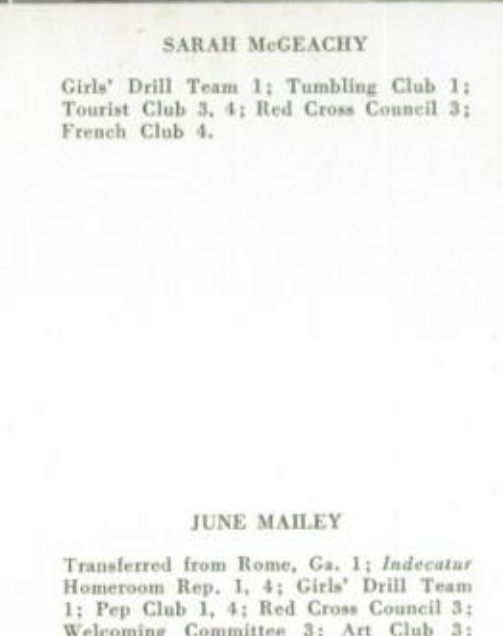 SARAH McGEACHY
Girls' Drill Team 1; Tumbling Club 1;
Tourist Club 3, 4; Red Cross Council 3;
French Club 4.
JUNE MAILEY
Transferred from Rome, Ga. 1; Indecatur
Homeroom Rep. 1, 4; Girls' Drill Team
1; Pep Club 1, 4; Red Cross Council 3;
Welcoming Committee 3; Art Club 3;